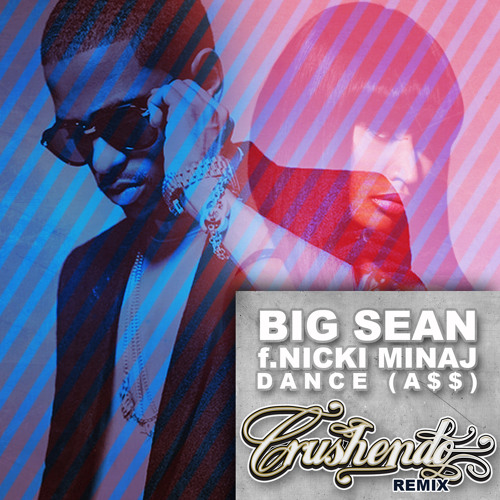 BIG SEAN
f.NICKI MINAJ
DANCE (A$$)
Crushendo
REMIX